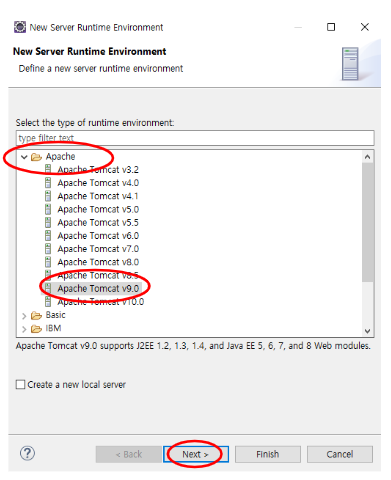 New Server Runtime Environment
New Server Runtime Environment
Define a new server runtime environment
Select the type of runtime environment:
type filter text
Apache
Apache Tomcat v3.2
Apache Tomcat v4.0
Apache Tomcat v4.1
Apache Tomcat v5.0
Apache Tomcat v5.5
Apache Tomcat v6.0
Apache Tomcat v7.0
Apache Tomcat v8.0
Apache Tomcat v8.5
Apache Tomcat v9.0
Apache Tomcat v10.0
Basic
IBM
Apache Tomcat v9.0 supports J2EE 1.2, 1.3, 1.4, and Java EE 5, 6, 7, and 8 Web modules.
Create a new local server
? < Back Next > Finish Cancel